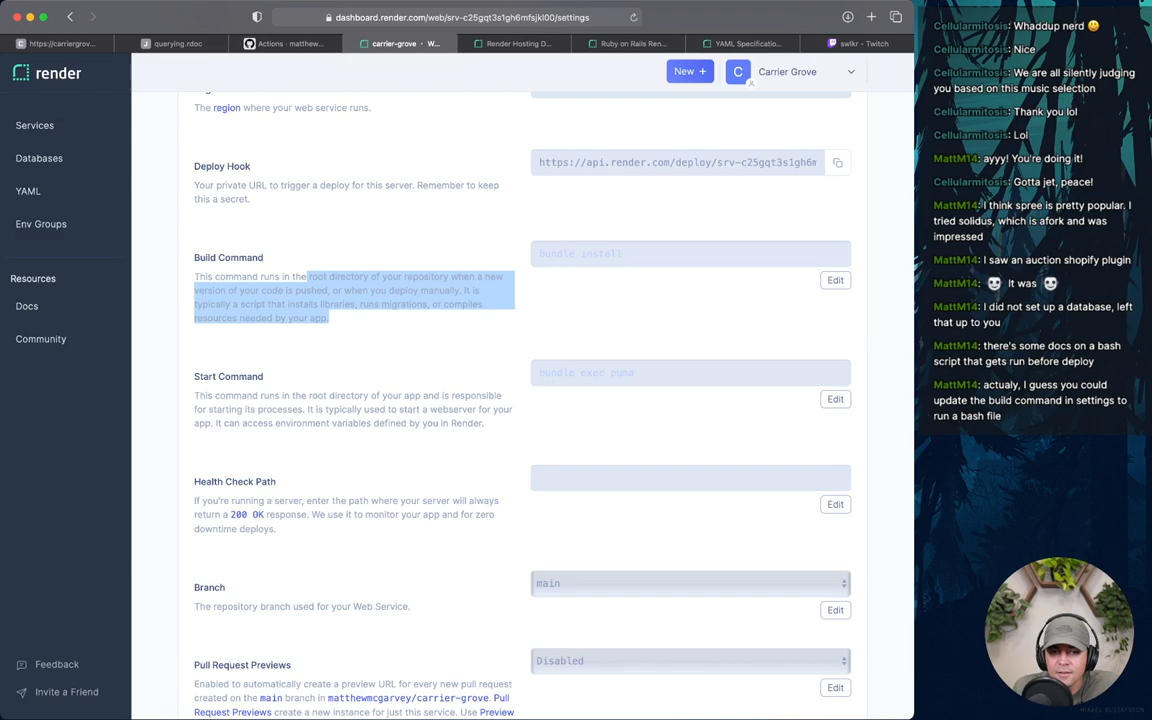 dashboard.render.com/web/srv-c25gqt3s1gh6mfsjkl00/settings
https://carriergrov...
querying.rdoc
Actions · matthew...
carrier-grove · W...
Render Hosting D...
Ruby on Rails Ren...
YAML Specificatio...
swlkr - Twitch
render
New +
C
Carrier Grove
Services
Databases
YAML
Env Groups
Resources
Docs
Community
Feedback
Invite a Friend
The region where your web service runs.
Deploy Hook
Your private URL to trigger a deploy for this server. Remember to keep
this a secret.
https://api.render.com/deploy/srv-c25gqt3s1gh6m
Build Command
This command runs in the root directory of your repository when a new
version of your code is pushed, or when you deploy manually. It is
typically a script that installs libraries, runs migrations, or compiles
resources needed by your app.
bundle install
Edit
Start Command
This command runs in the root directory of your app and is responsible
for starting its processes. It is typically used to start a webserver for your
app. It can access environment variables defined by you in Render.
bundle exec puma
Edit
Health Check Path
If you're running a server, enter the path where your server will always
return a 200 OK response. We use it to monitor your app and for zero
downtime deploys.
Edit
Branch
The repository branch used for your Web Service.
main
Edit
Pull Request Previews
Enabled to automatically create a preview URL for every new pull request
created on the main branch in matthewmcgarvey/carrier-grove. Pull
Request Previews create a new instance for just this service. Use Preview
Disabled
Edit
Cellularmitosis: Whaddup nerd
Cellularmitosis: Nice
Cellularmitosis: We are all silently judging
you based on this music selection
Cellularmitosis: Thank you lol
Cellularmitosis: Lol
MattM14: ayyy! You're doing it!
Cellularmitosis: Gotta jet, peace!
MattM14: I think spree is pretty popular. I
tried solidus, which is afork and was
impressed
MattM14: I saw an auction shopify plugin
MattM14: It was
MattM14: I did not set up a database, left
that up to you
MattM14: there's some docs on a bash
script that gets run before deploy
MattM14: actualy, I guess you could
update the build command in settings to
run a bash file
MIKAEL GUSTAFSSON